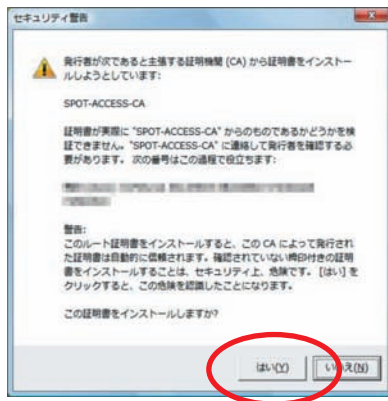 セキュリティ警告
発行者が次であると主張する証明機関 (CA) から証明書をインストー
ルしようとしています:
SPOT-ACCESS-CA
証明書が実際に "SPOT-ACCESS-CA" からのものであるかどうかを検
証できません。"SPOT-ACCESS-CA" に連絡して発行者を確認する必
要があります。 次の番号はこの過程で役立ちます:
警告:
このルート証明書をインストールすると、この CA によって発行され
た証明書は自動的に信頼されます。確認されていない拇印付きの証明
書をインストールすることは、セキュリティ上、危険です。 [はい] を
クリックすると、この危険を認識したことになります。
この証明書をインストールしますか?
はい(Y)
いいえ(N)